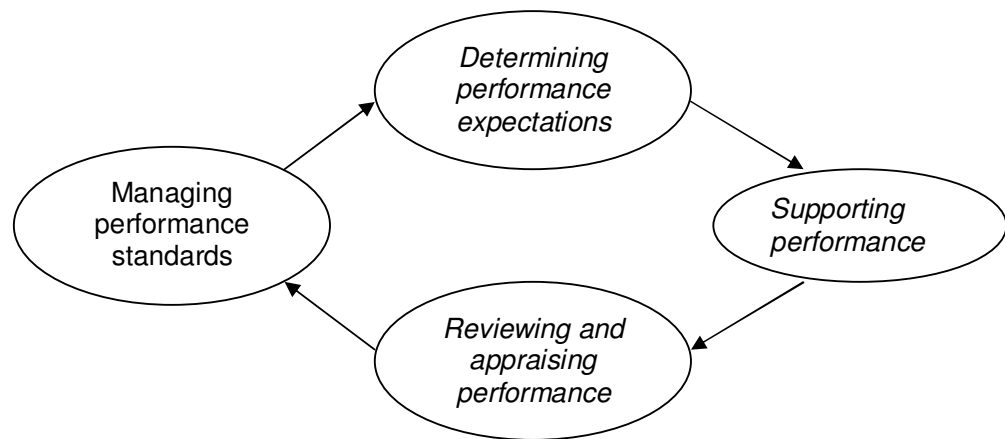 Determining
performance
expectations
Managing
performance
standards
Supporting
performance
Reviewing and
appraising
performance